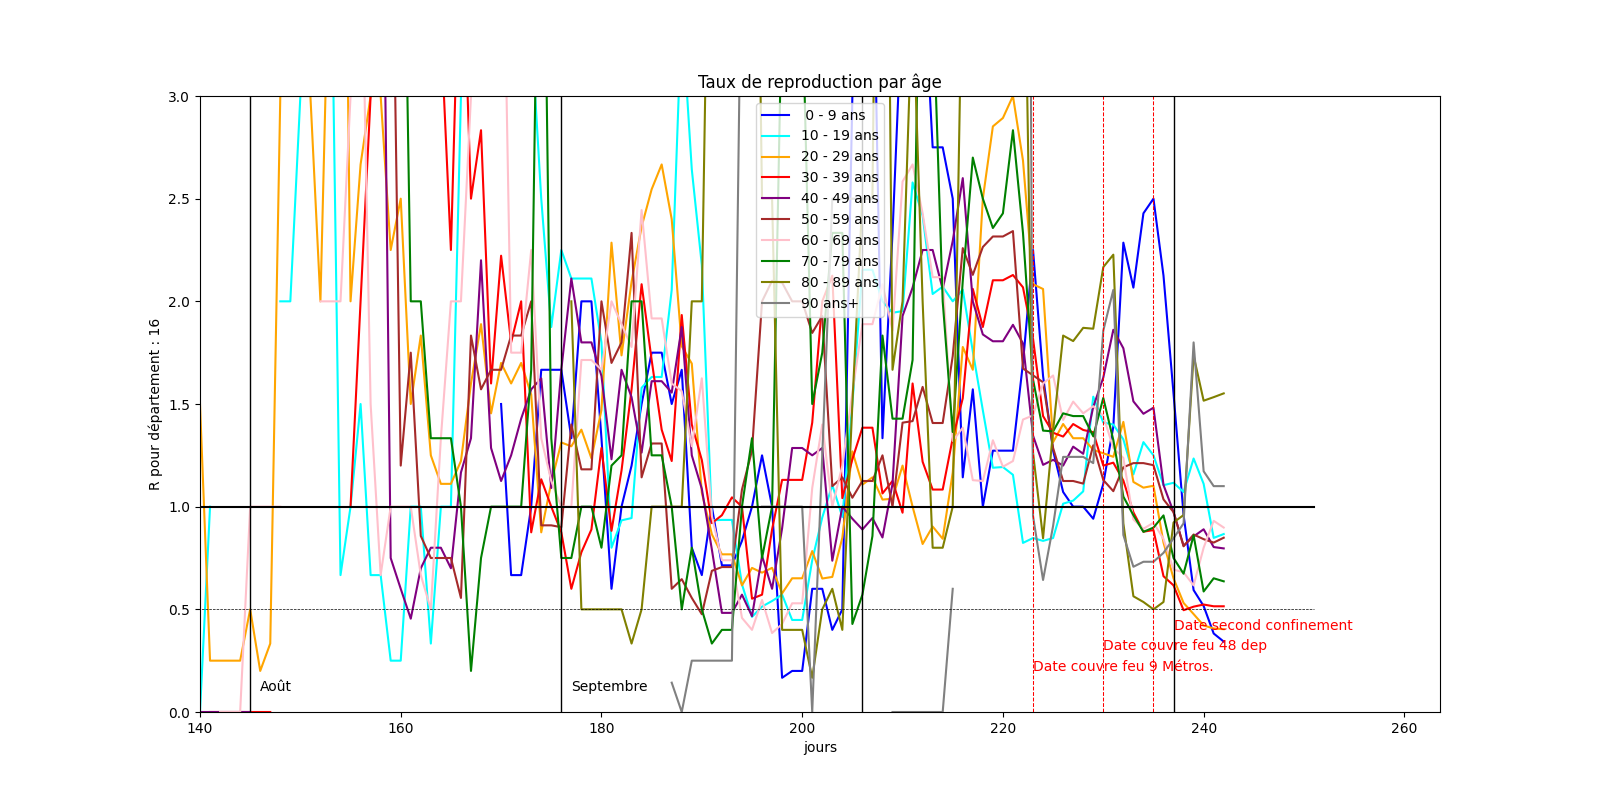 Taux de reproduction par âge
R pour département : 16
3.0
2.5
2.0
1.5
1.0
0.5
0.0
0 - 9 ans
10 - 19 ans
20 - 29 ans
30 - 39 ans
40 - 49 ans
50 - 59 ans
60 - 69 ans
70 - 79 ans
80 - 89 ans
90 ans+
Date second confinement
Date couvre feu 48 dep
Date couvre feu 9 Métros.
Août
Septembre
140
160
180
200
220
240
260
jours